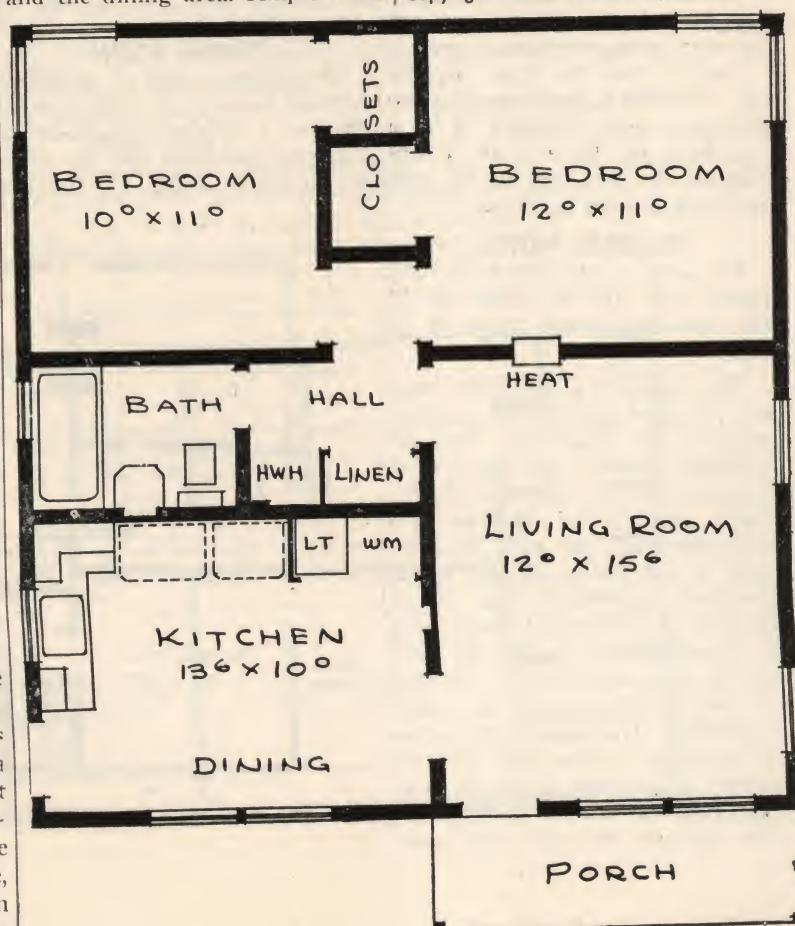 and the dining area.
CLOSETS
BEDROOM
10⁰ x 11⁰
BEDROOM
12⁰ x 11⁰
HEAT
BATH
HALL
HWH
LINEN
LT
WM
LIVING ROOM
12⁰ x 15⁶
KITCHEN
13⁶ x 10⁰
DINING
PORCH